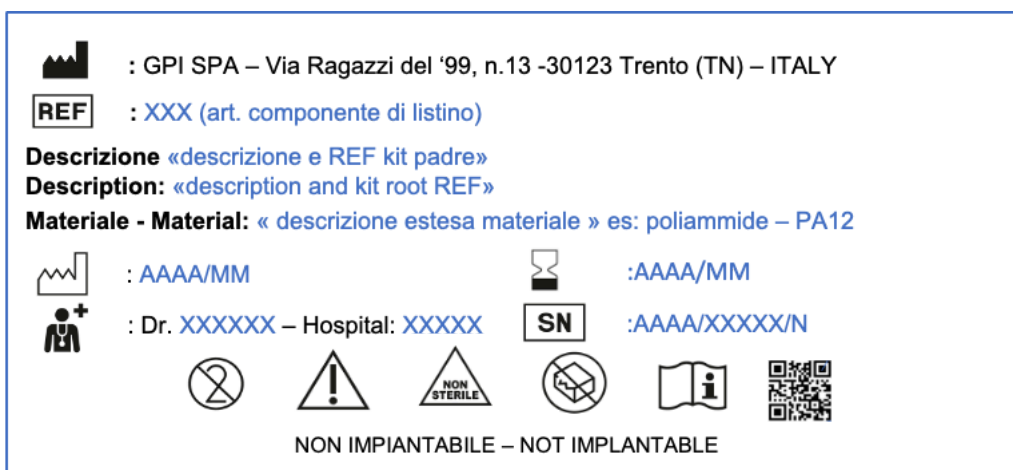 : GPI SPA – Via Ragazzi del ‘99, n.13 -30123 Trento (TN) – ITALY
REF : XXX (art. componente di listino)
Descrizione «descrizione e REF kit padre»
Description: «description and kit root REF»
Materiale - Material: « descrizione estesa materiale » es: poliammide – PA12
: AAAA/MM :AAAA/MM
: Dr. XXXXXX – Hospital: XXXXX SN :AAAA/XXXXX/N
2 NON STERILE i
NON IMPIANTABILE – NOT IMPLANTABLE